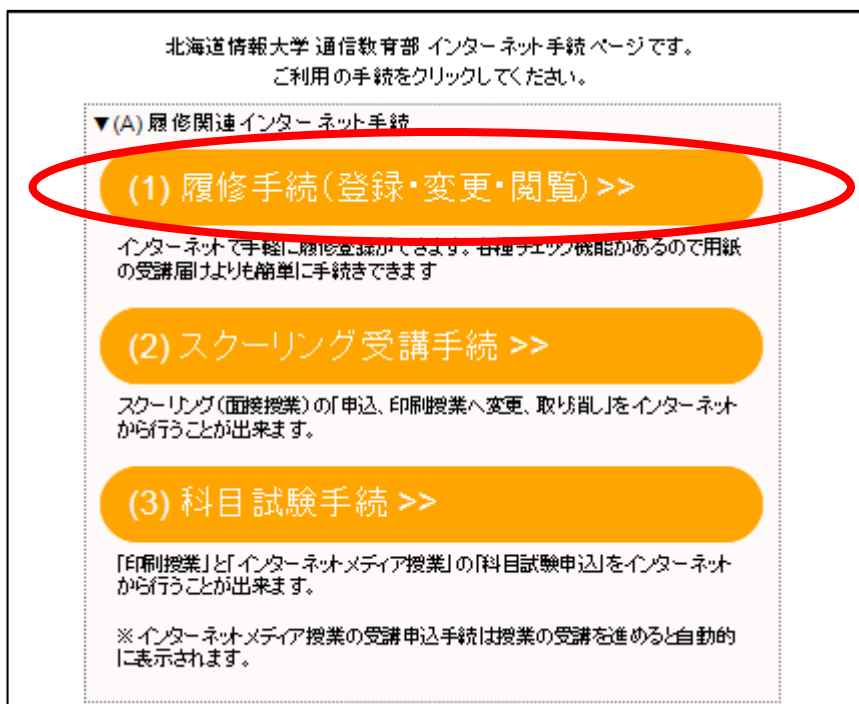 北海道情報大学 通信教育部 インターネット手続ページです。
ご利用の手続をクリックしてください。
▼(A) 履修関連インターネット手続
(1) 履修手続(登録・変更・閲覧) >>
インターネットで手軽に履修登録ができます。各種チェック機能があるので用紙
の受講届けよりも簡単に手続きできます
(2) スクーリング受講手続 >>
スクーリング(面接授業)の「申込、印刷授業へ変更、取り消し」をインターネット
から行うことが出来ます。
(3) 科目試験手続 >>
「印刷授業」と「インターネットメディア授業」の「科目試験申込」をインターネット
から行うことが出来ます。
※インターネットメディア授業の受講申込手続は授業の受講を進めると自動的
に表示されます。